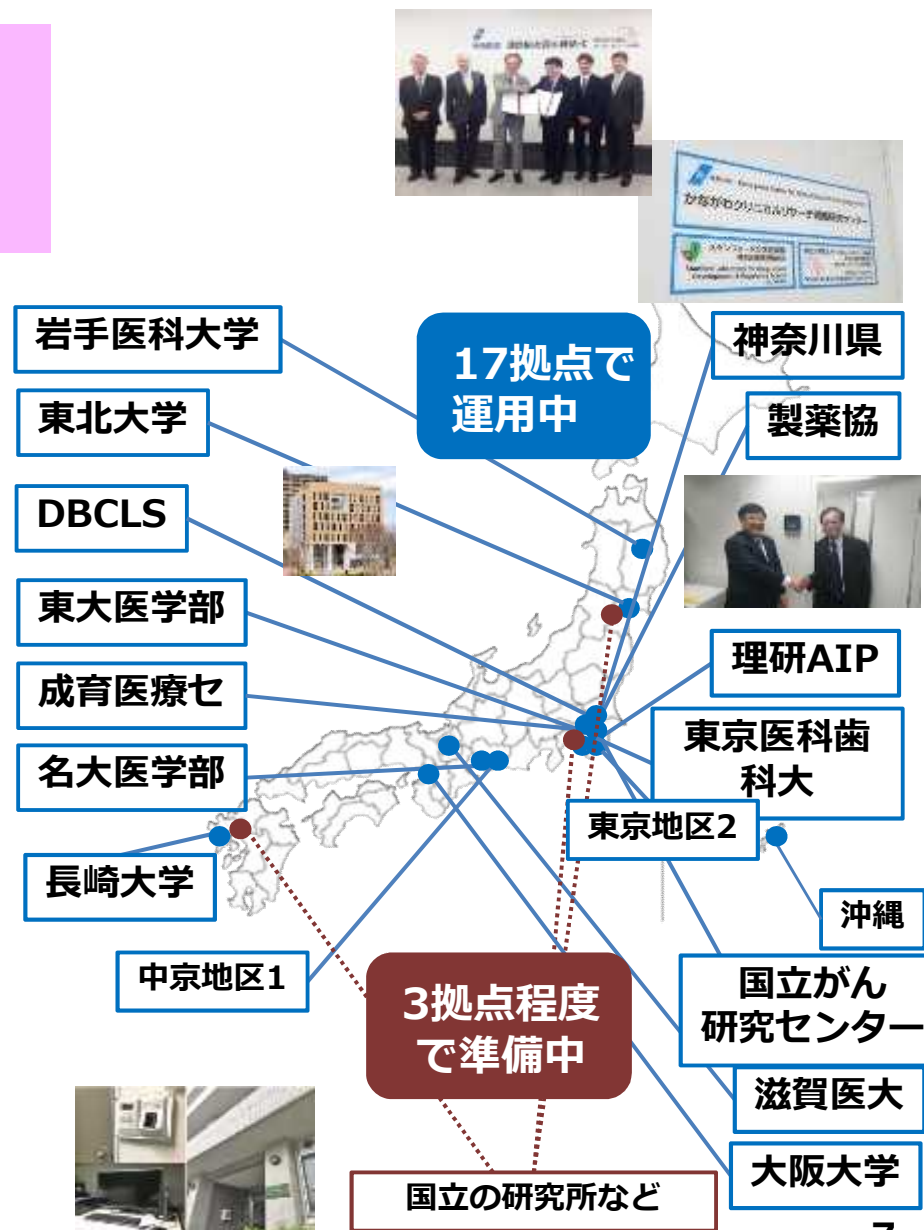 かながわクリニカルリサーチ戦略研究センター
岩手医科大学
17拠点で
運用中
神奈川県
東北大学
製薬協
DBCLS
東大医学部
理研AIP
成育医療セ
東京医科歯
科大
名大医学部
東京地区2
長崎大学
沖縄
中京地区1
3拠点程度
で準備中
国立がん
研究センター
滋賀医大
大阪大学
国立の研究所など
7